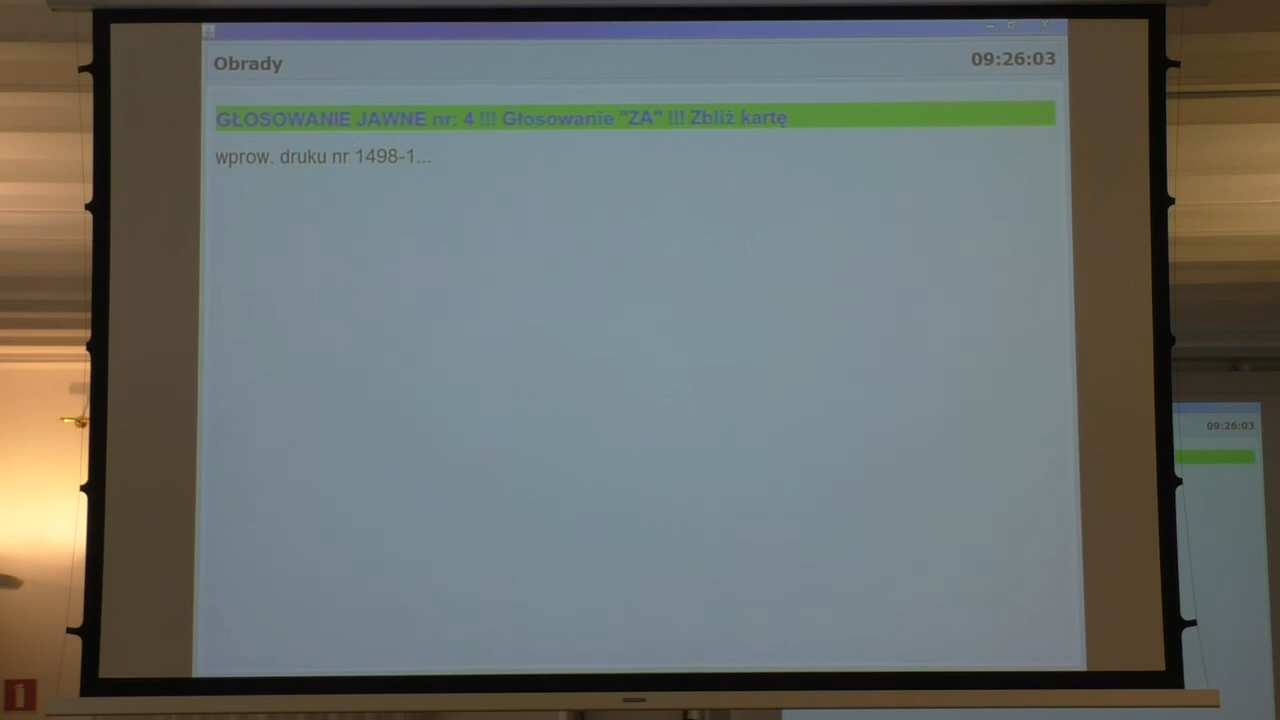 Obrady
09:26:03
GŁOSOWANIE JAWNE nr: 4 !!! Głosowanie "ZA" !!! Zbliż kartę
wprow. druku nr 1498-1...
09:26:03